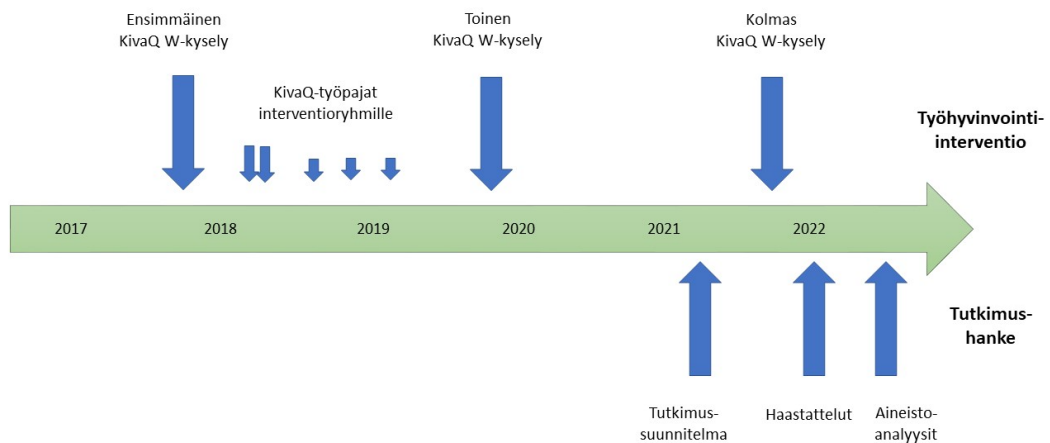 Ensimmäinen
KivaQ W-kysely
Toinen
KivaQ W-kysely
Kolmas
KivaQ W-kysely
KivaQ-työpajat
interventioryhmille
Työhyvinvointi-
interventio
2017 2018 2019 2020 2021 2022
Tutkimus-
hanke
Tutkimus-
suunnitelma
Haastattelut
Aineisto-
analyysit